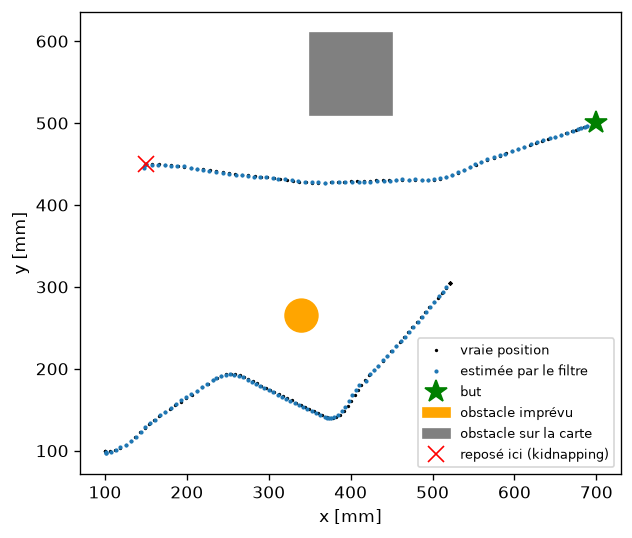 600
500
400
300
200
100
y [mm]
vraie position
estimée par le filtre
but
obstacle imprévu
obstacle sur la carte
reposé ici (kidnapping)
100 200 300 400 500 600 700
x [mm]